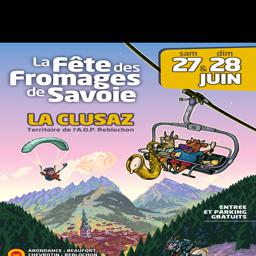 La Fête des
Fromages
de Savoie
sam dim
27 & 28
JUIN
LA CLUSAZ
Territoire de l'A.O.P. Reblochon
ENTREE
ET PARKING
GRATUITS
ABONDANCE : BEAUFORT
CHEVROTIN : REBLOCHON